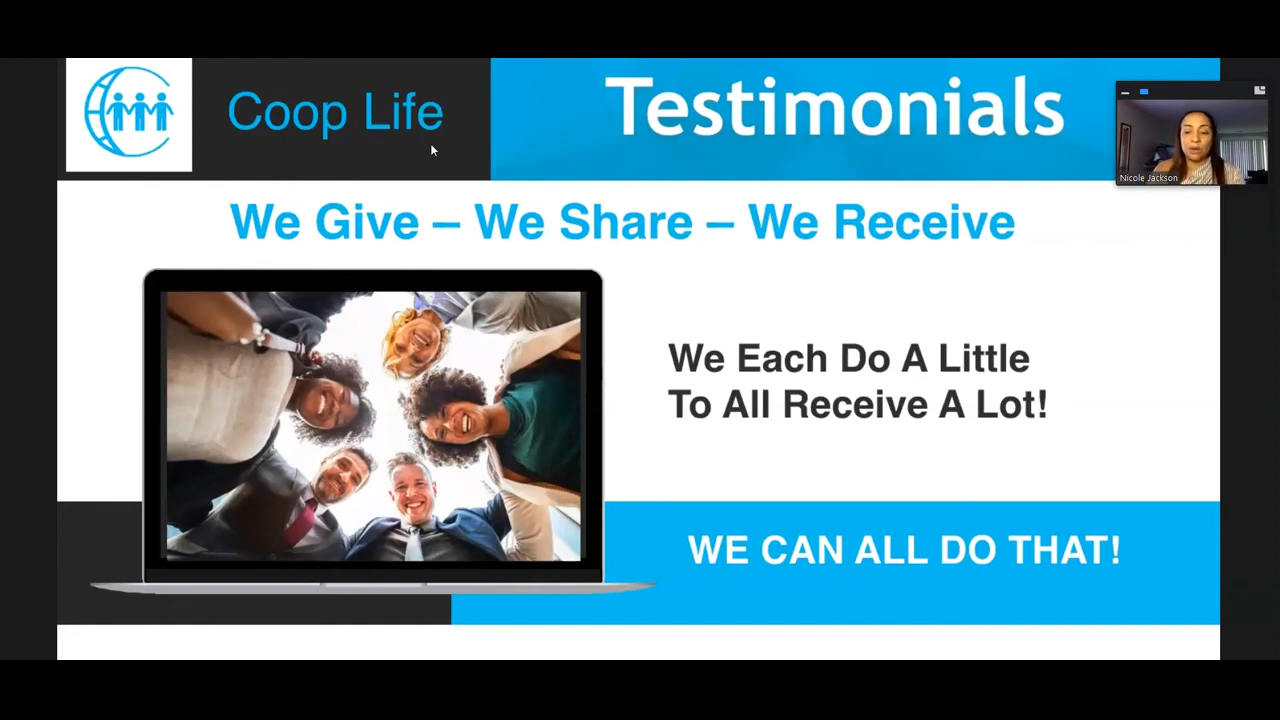 Coop Life
Testimonials
Nicole Jackson
We Give – We Share – We Receive
We Each Do A Little
To All Receive A Lot!
WE CAN ALL DO THAT!